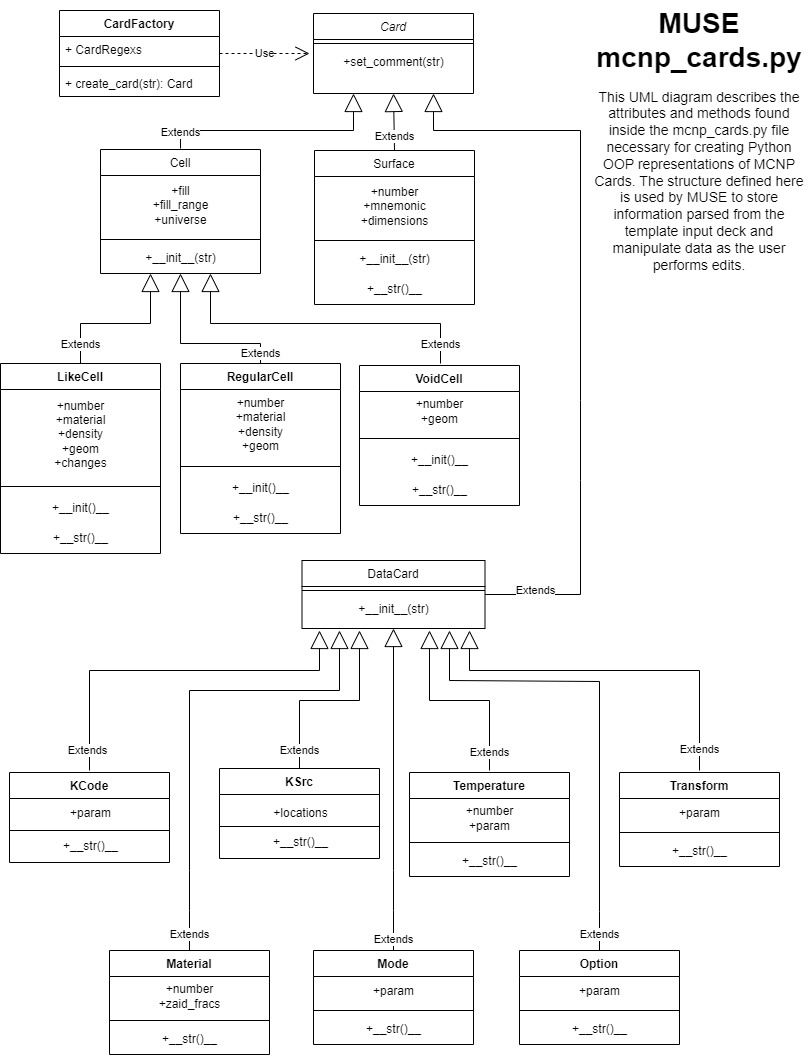 CardFactory
+ CardRegexs
+ create_card(str): Card
Use
Card
+set_comment(str)
MUSE
mcnp_cards.py
This UML diagram describes the
attributes and methods found
inside the mcnp_cards.py file
necessary for creating Python
OOP representations of MCNP
Cards. The structure defined here
is used by MUSE to store
information parsed from the
template input deck and
manipulate data as the user
performs edits.
Extends
Extends
Cell
+fill
+fill_range
+universe
+__init__(str)
Surface
+number
+mnemonic
+dimensions
+__init__(str)
+__str()__
Extends
Extends
Extends
LikeCell
+number
+material
+density
+geom
+changes
+__init()__
+__str()__
RegularCell
+number
+material
+density
+geom
+__init()__
+__str()__
VoidCell
+number
+geom
+__init()__
+__str()__
DataCard
+__init__(str)
Extends
Extends
Extends
Extends
Extends
KCode
+param
+__str()__
KSrc
+locations
+__str()__
Temperature
+number
+param
+__str()__
Transform
+param
+__str()__
Extends
Extends
Extends
Material
+number
+zaid_fracs
+__str()__
Mode
+param
+__str()__
Option
+param
+__str()__